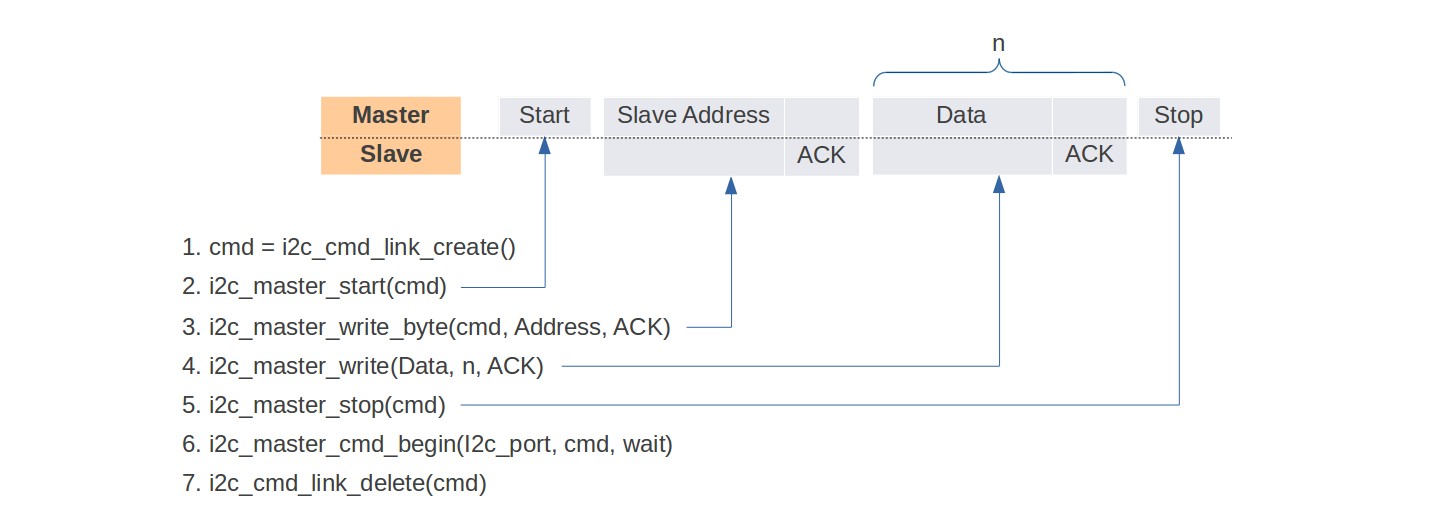 n
Master Start Slave Address Data Stop
Slave ACK ACK
1. cmd = i2c_cmd_link_create()
2. i2c_master_start(cmd)
3. i2c_master_write_byte(cmd, Address, ACK)
4. i2c_master_write(Data, n, ACK)
5. i2c_master_stop(cmd)
6. i2c_master_cmd_begin(I2c_port, cmd, wait)
7. i2c_cmd_link_delete(cmd)